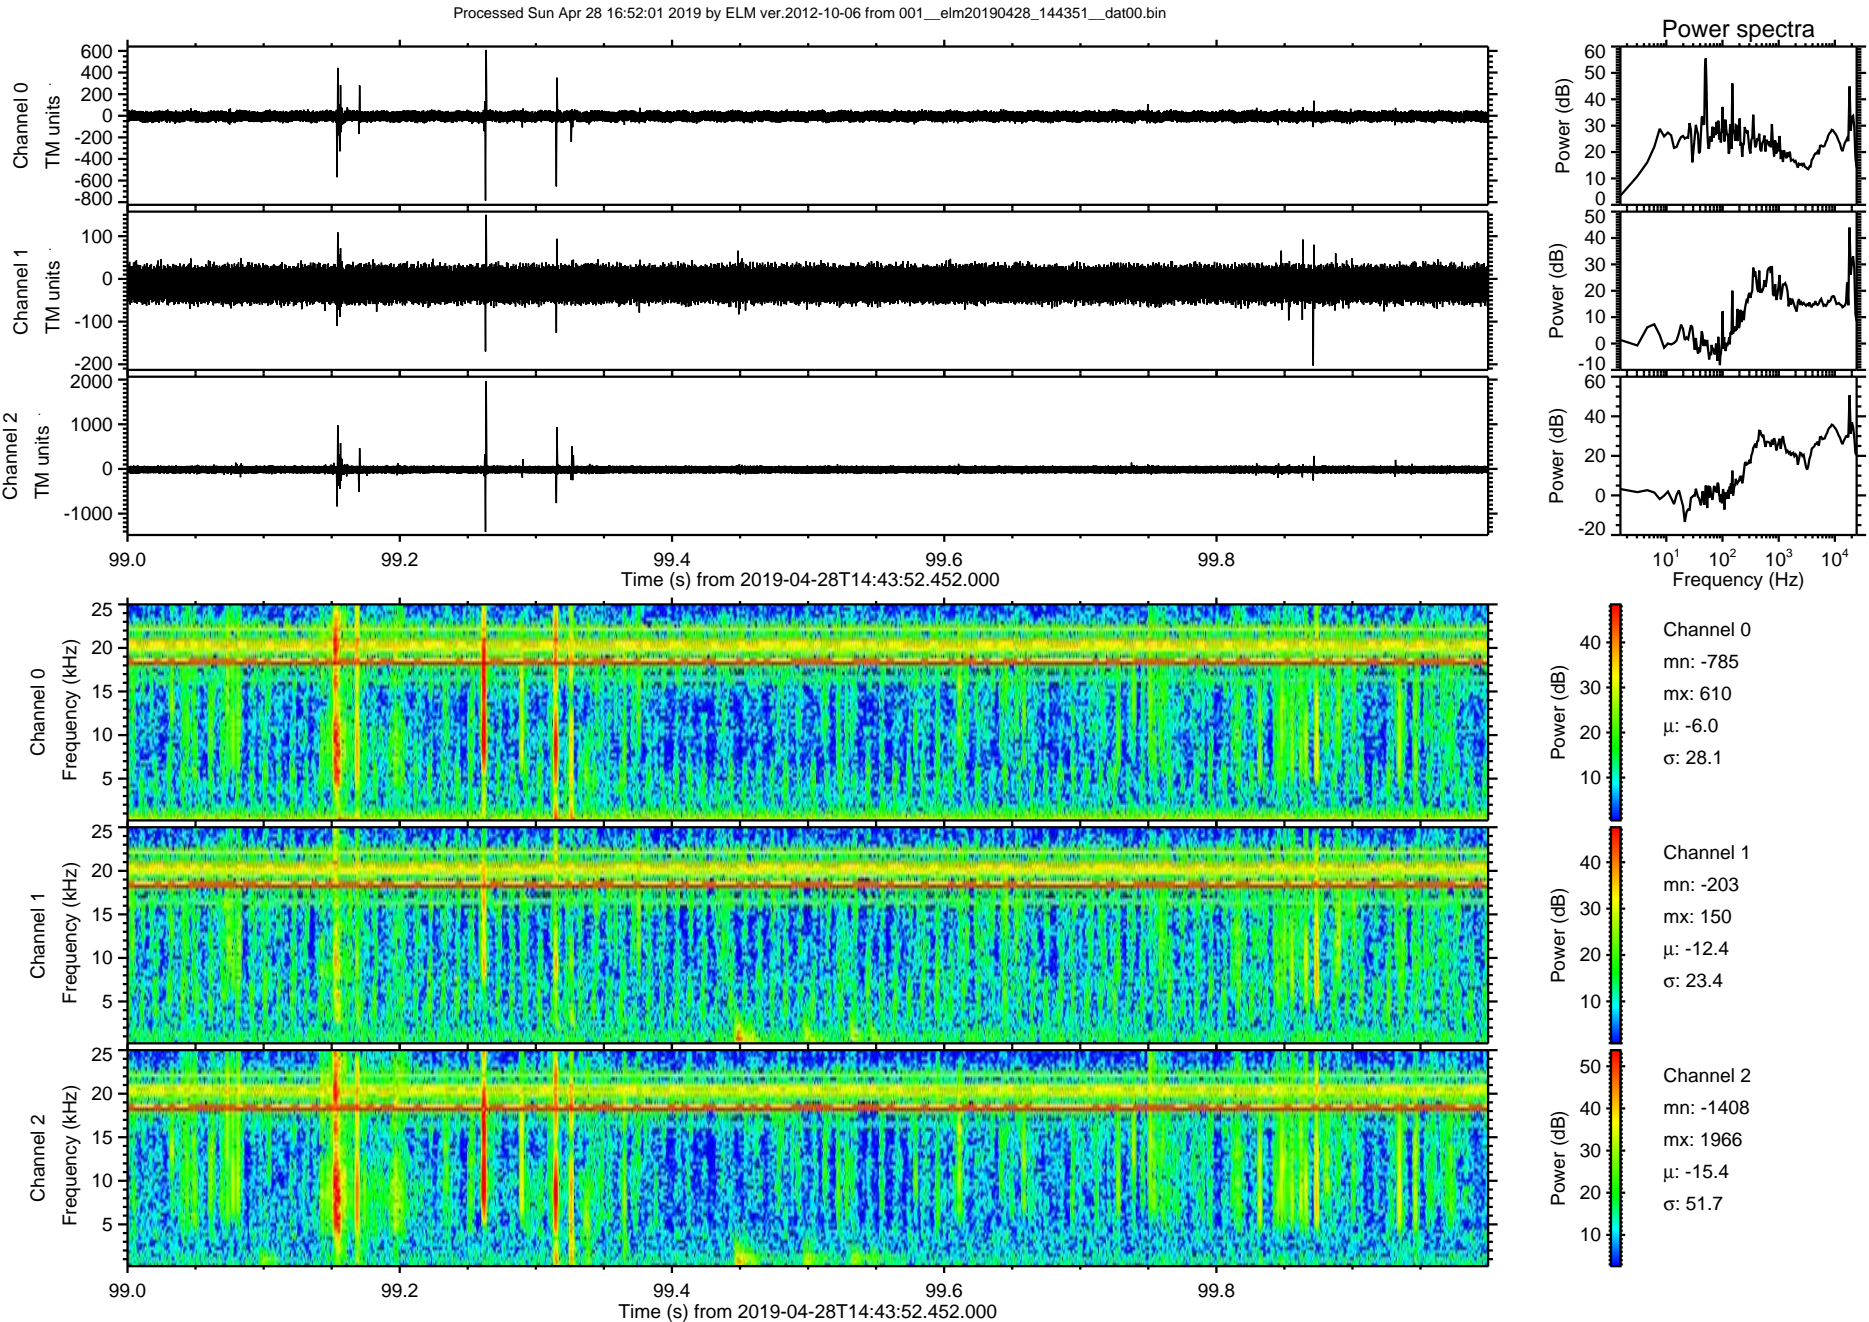 Processed Sun Apr 28 16:52:01 2019 by ELM ver.2012-10-06 from 001__elm20190428_144351__dat00.bin
Power spectra
Channel 0
TM units
600
400
200
0
-200
-400
-600
-800
Power (dB)
60
50
40
30
20
10
0
Channel 1
TM units
100
0
-100
-200
Power (dB)
50
40
30
20
10
0
-10
Channel 2
TM units
2000
1000
0
-1000
Power (dB)
60
40
20
0
-20
99.0 99.2 99.4 99.6 99.8
Time (s) from 2019-04-28T14:43:52.452.000
10^1 10^2 10^3 10^4
Frequency (Hz)
Channel 0
Frequency (kHz)
25
20
15
10
5
Power (dB)
40
30
20
10
Channel 0
mn: -785
mx: 610
μ: -6.0
σ: 28.1
Channel 1
Frequency (kHz)
25
20
15
10
5
Power (dB)
40
30
20
10
Channel 1
mn: -203
mx: 150
μ: -12.4
σ: 23.4
Channel 2
Frequency (kHz)
25
20
15
10
5
Power (dB)
50
40
30
20
10
Channel 2
mn: -1408
mx: 1966
μ: -15.4
σ: 51.7
99.0 99.2 99.4 99.6 99.8
Time (s) from 2019-04-28T14:43:52.452.000